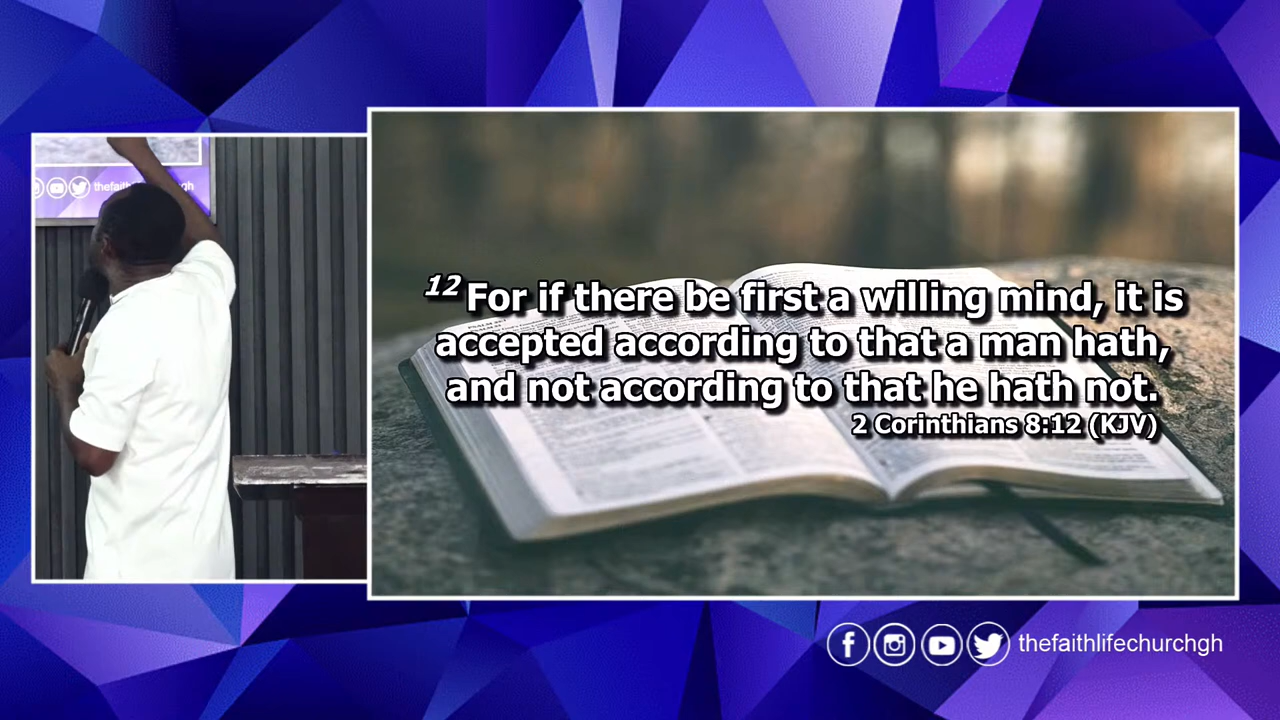 12 For if there be first a willing mind, it is
accepted according to that a man hath,
and not according to that he hath not.
2 Corinthians 8:12 (KJV)
thefaithlifechurchgh